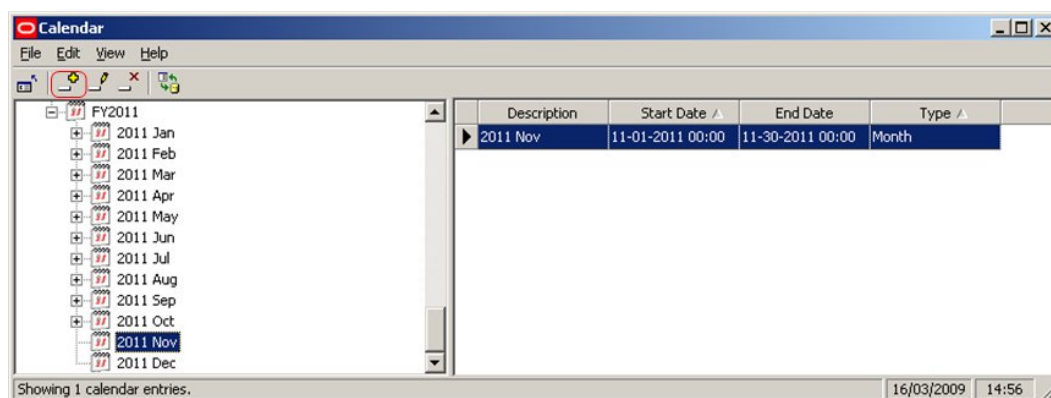 Calendar
File Edit View Help
FY2011
2011 Jan
2011 Feb
2011 Mar
2011 Apr
2011 May
2011 Jun
2011 Jul
2011 Aug
2011 Sep
2011 Oct
2011 Nov
2011 Dec
Description Start Date End Date Type
2011 Nov 11-01-2011 00:00 11-30-2011 00:00 Month
Showing 1 calendar entries. 16/03/2009 14:56